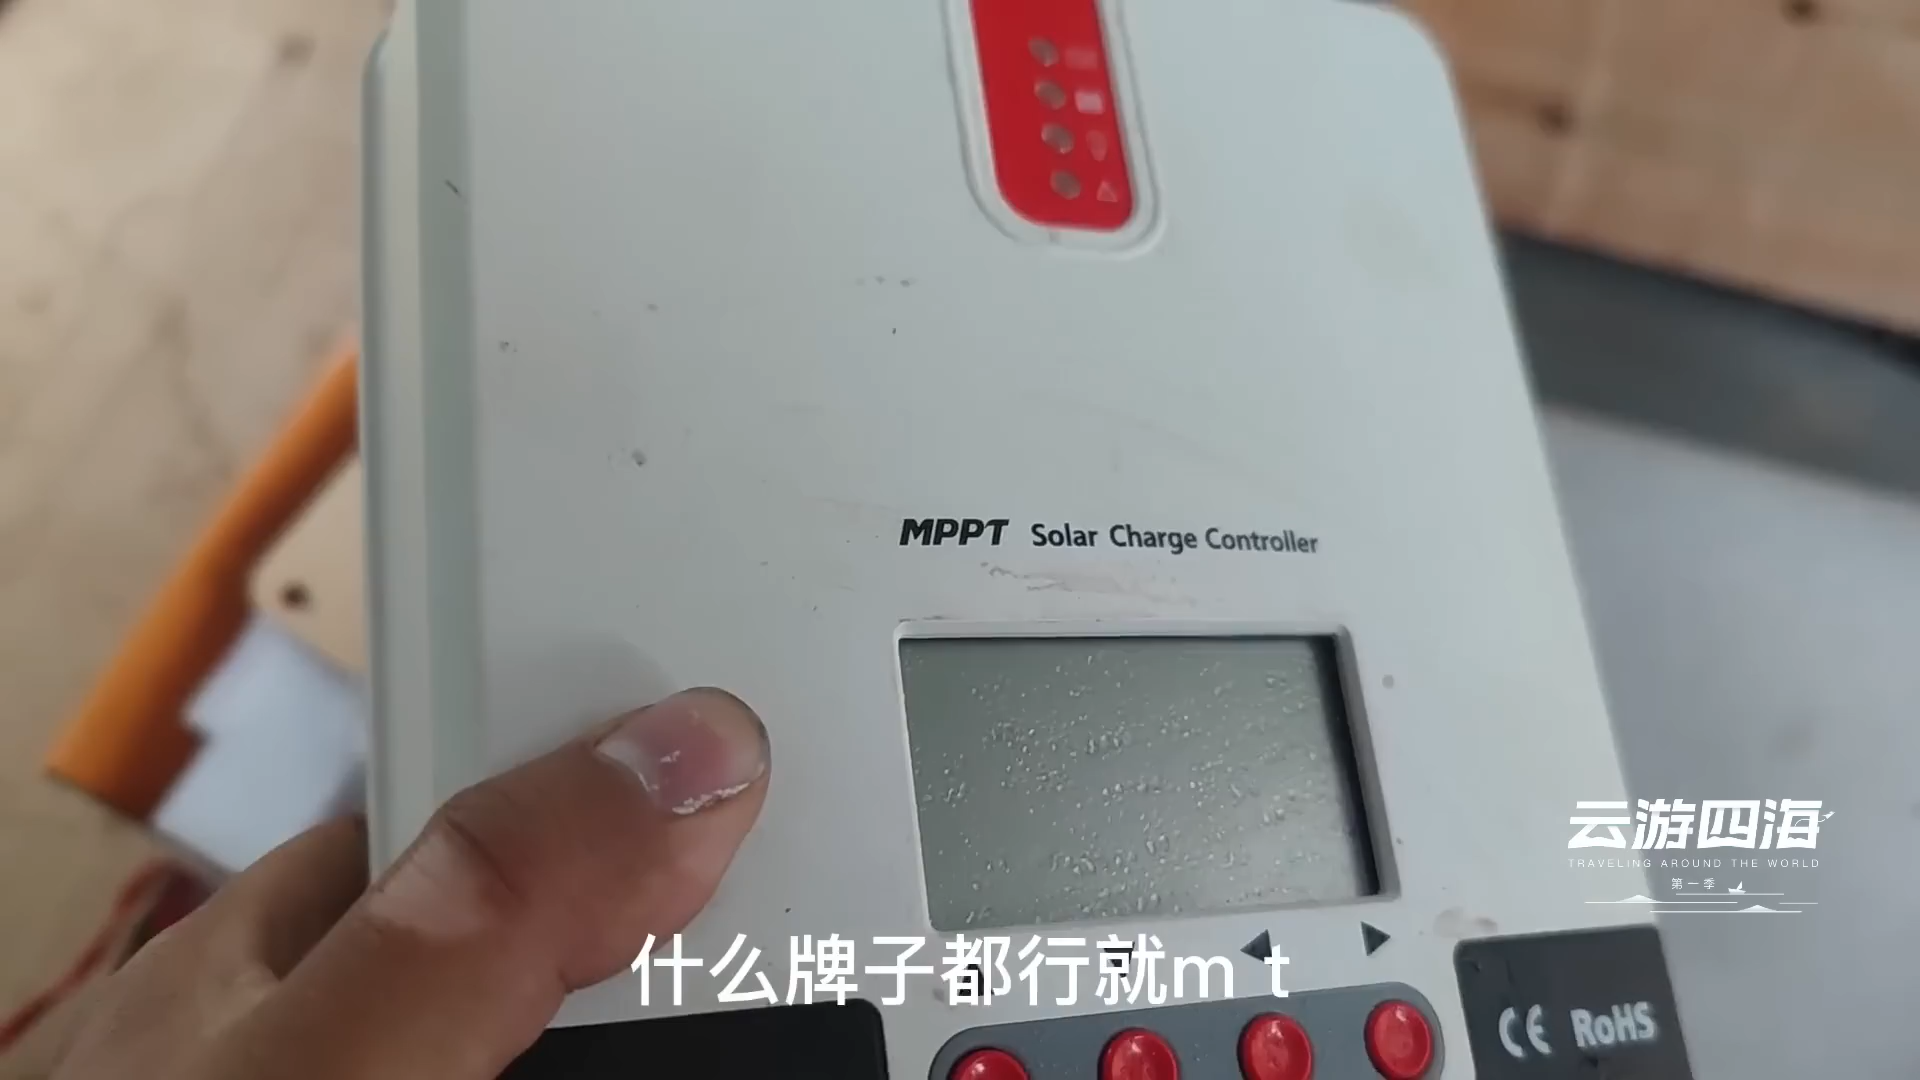 MPPT Solar Charge Controller
云游四海
TRAVELING AROUND THE WORLD
第一季
什么牌子都行就m t
CE RoHS